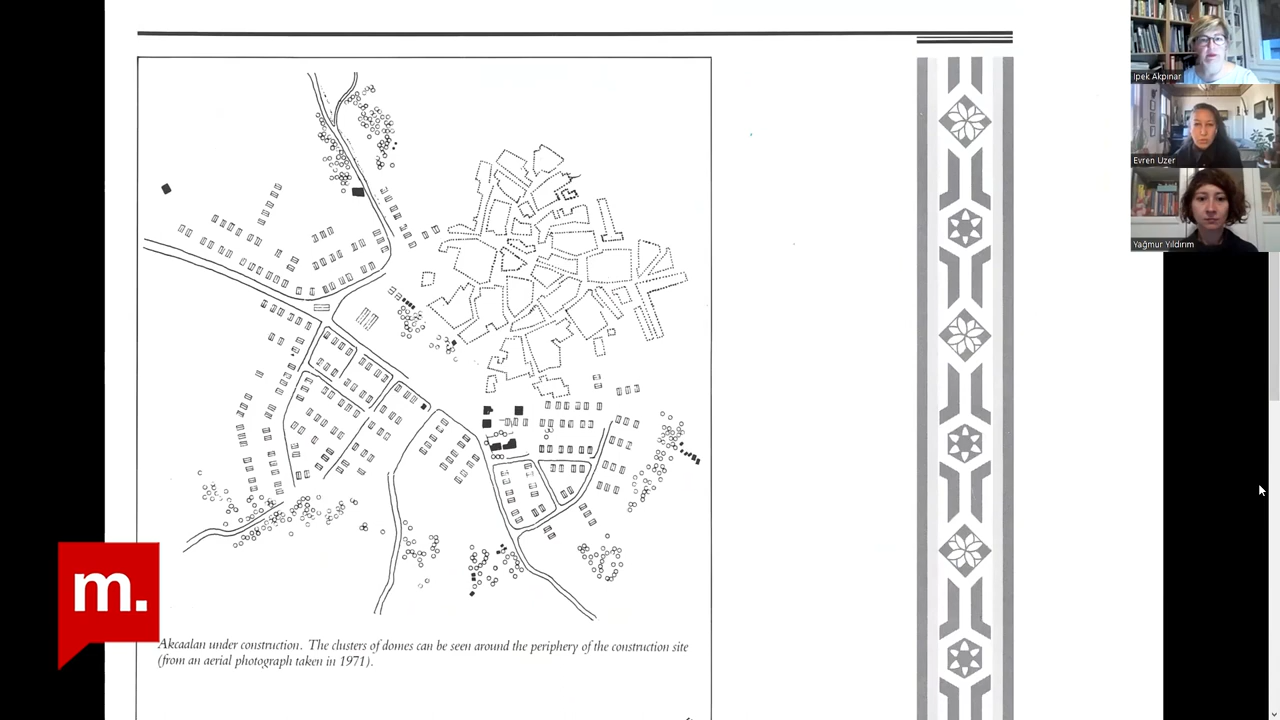 Ipek Akpınar
Evren Uzer
Yağmur Yıldırım
m.
Akcaalan under construction. The clusters of domes can be seen around the periphery of the construction site
(from an aerial photograph taken in 1971).